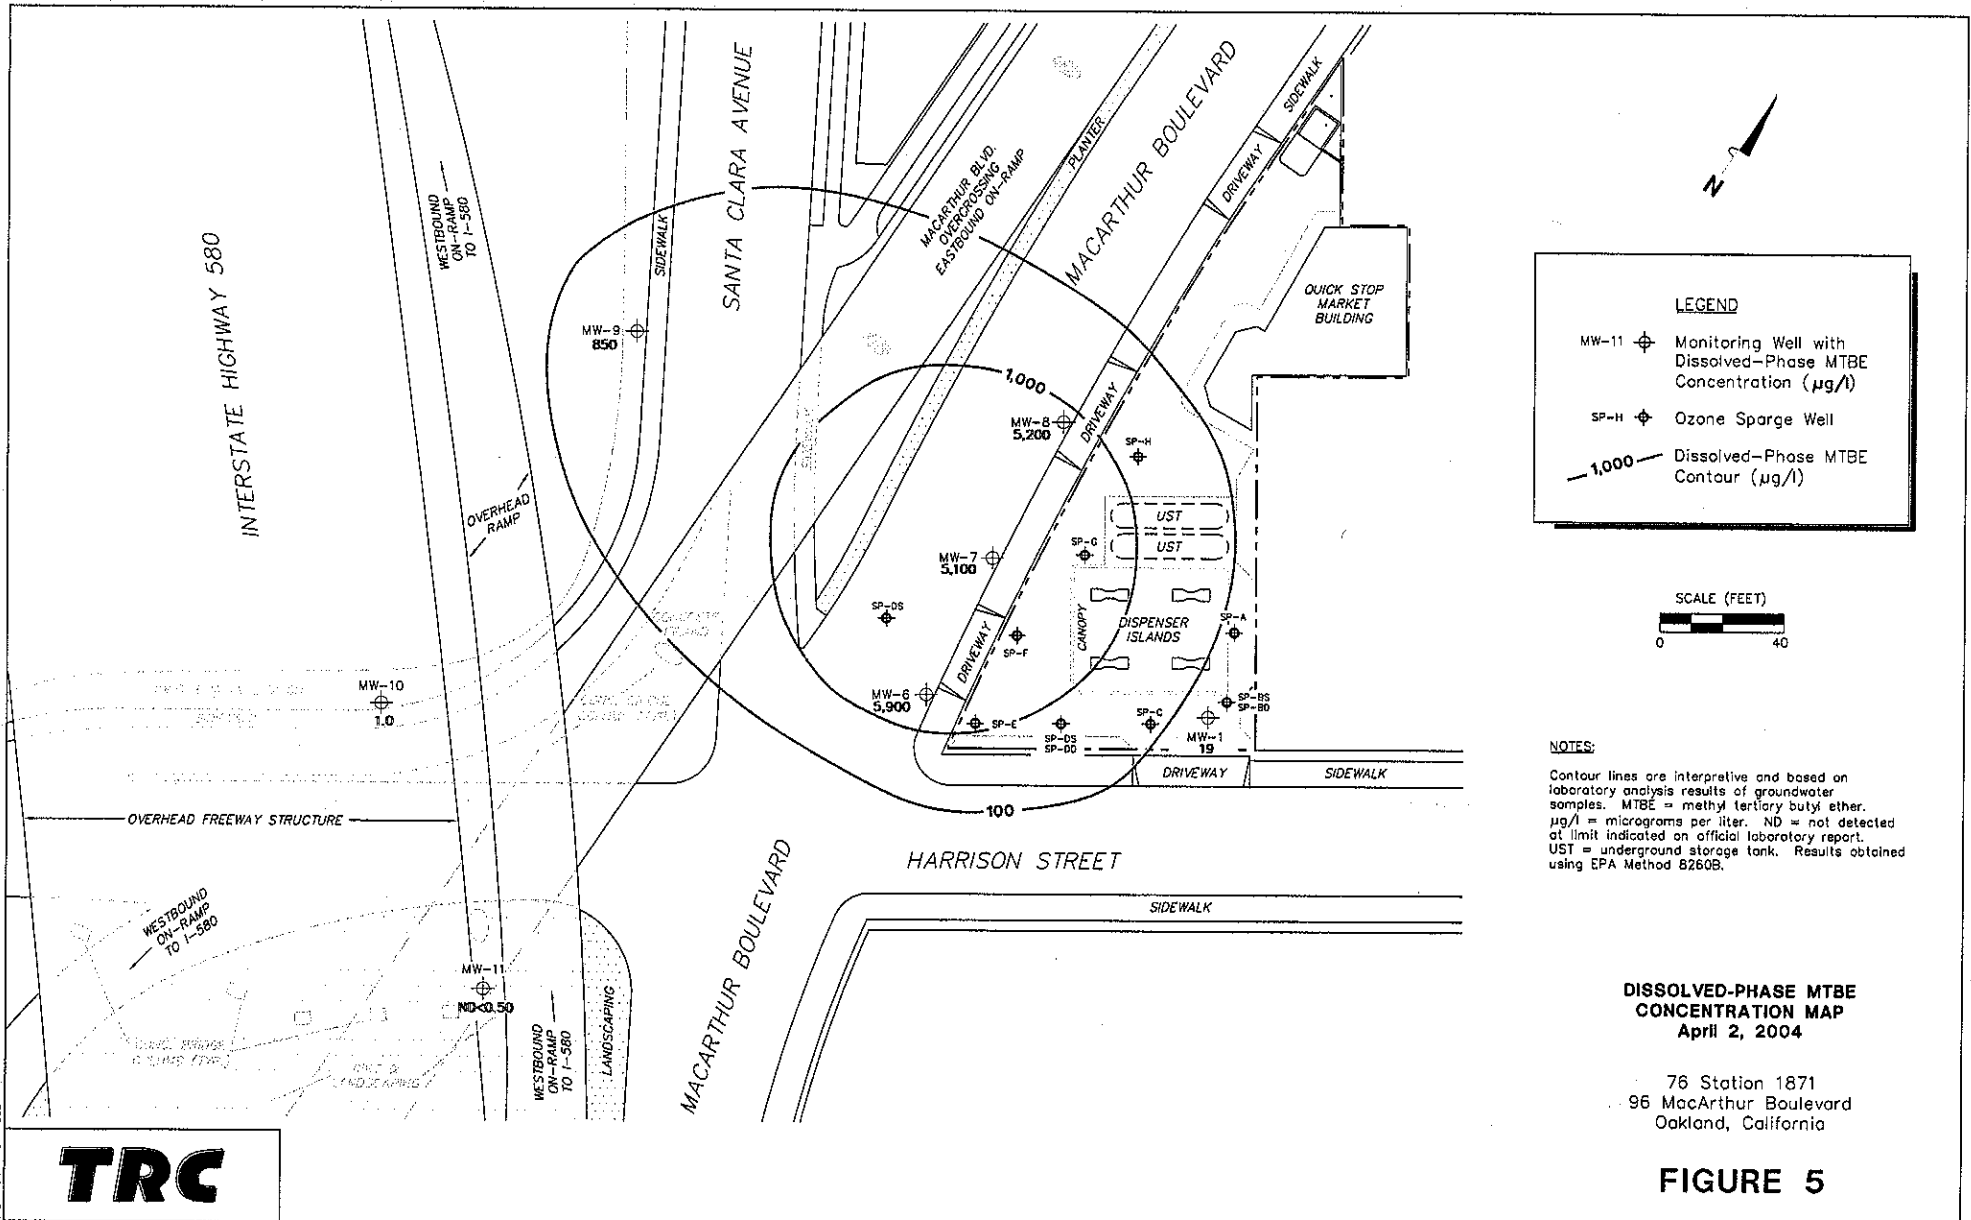 INTERSTATE HIGHWAY 580
WESTBOUND
ON-RAMP
TO I-580
SIDEWALK
SANTA CLARA AVENUE
MACARTHUR BLVD.
OVERCROSSING
EASTBOUND ON-RAMP
PLANTER
MACARTHUR BOULEVARD
SIDEWALK
DRIVEWAY
QUICK STOP
MARKET
BUILDING
MW-9
850
1,000
MW-8
5,200
DRIVEWAY
SP-H
OVERHEAD
RAMP
SIDEWALK
UST
UST
MW-7
5,100
SP-G
SP-DS
SP-F
CANOPY
DISPENSER
ISLANDS
SP-A
DRIVEWAY
MW-6
5,900
SP-E
SP-DS
SP-DD
SP-C
SP-BS
SP-BD
MW-1
19
MW-10
1.0
DRIVEWAY
SIDEWALK
100
OVERHEAD FREEWAY STRUCTURE
HARRISON STREET
SIDEWALK
MACARTHUR BOULEVARD
WESTBOUND
ON-RAMP
TO I-580
MW-11
ND<0.50
WESTBOUND
ON-RAMP
TO I-580
LANDSCAPING
LANDSCAPING
TRC
N
LEGEND
MW-11 Monitoring Well with
Dissolved-Phase MTBE
Concentration (µg/l)
SP-H Ozone Sparge Well
1,000 Dissolved-Phase MTBE
Contour (µg/l)
SCALE (FEET)
0 40
NOTES:
Contour lines are interpretive and based on
laboratory analysis results of groundwater
samples. MTBE = methyl tertiary butyl ether.
µg/l = micrograms per liter. ND = not detected
at limit indicated on official laboratory report.
UST = underground storage tank. Results obtained
using EPA Method 8260B.
DISSOLVED-PHASE MTBE
CONCENTRATION MAP
April 2, 2004
76 Station 1871
96 MacArthur Boulevard
Oakland, California
FIGURE 5